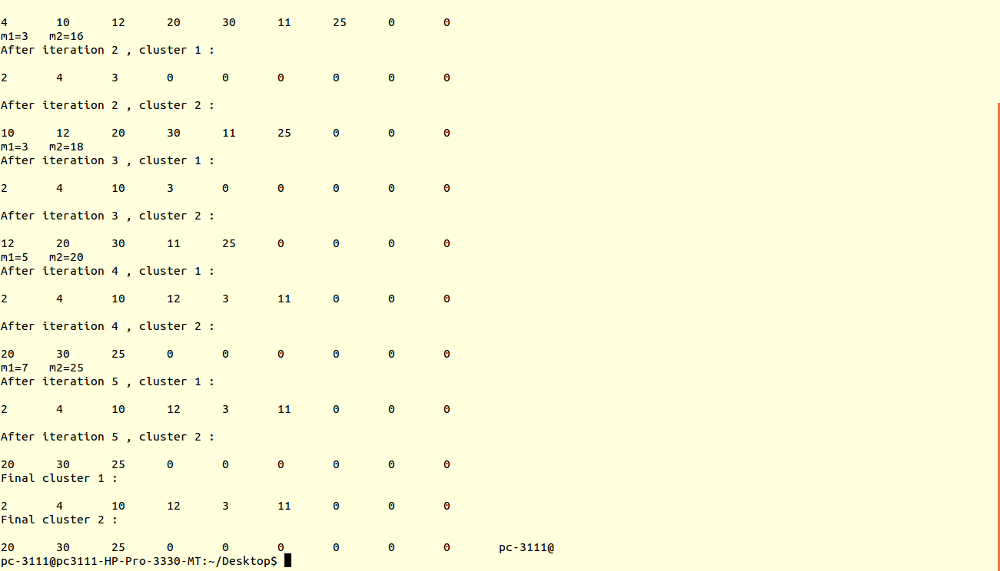 4 10 12 20 30 11 25 0 0
m1=3 m2=16
After iteration 2 , cluster 1 :
2 4 3 0 0 0 0 0 0
After iteration 2 , cluster 2 :
10 12 20 30 11 25 0 0 0
m1=3 m2=18
After iteration 3 , cluster 1 :
2 4 10 3 0 0 0 0 0
After iteration 3 , cluster 2 :
12 20 30 11 25 0 0 0 0
m1=5 m2=20
After iteration 4 , cluster 1 :
2 4 10 12 3 11 0 0 0
After iteration 4 , cluster 2 :
20 30 25 0 0 0 0 0 0
m1=7 m2=25
After iteration 5 , cluster 1 :
2 4 10 12 3 11 0 0 0
After iteration 5 , cluster 2 :
20 30 25 0 0 0 0 0 0
Final cluster 1 :
2 4 10 12 3 11 0 0 0
Final cluster 2 :
20 30 25 0 0 0 0 0 0 pc-3111@
pc-3111@pc3111-HP-Pro-3330-MT:~/Desktop$